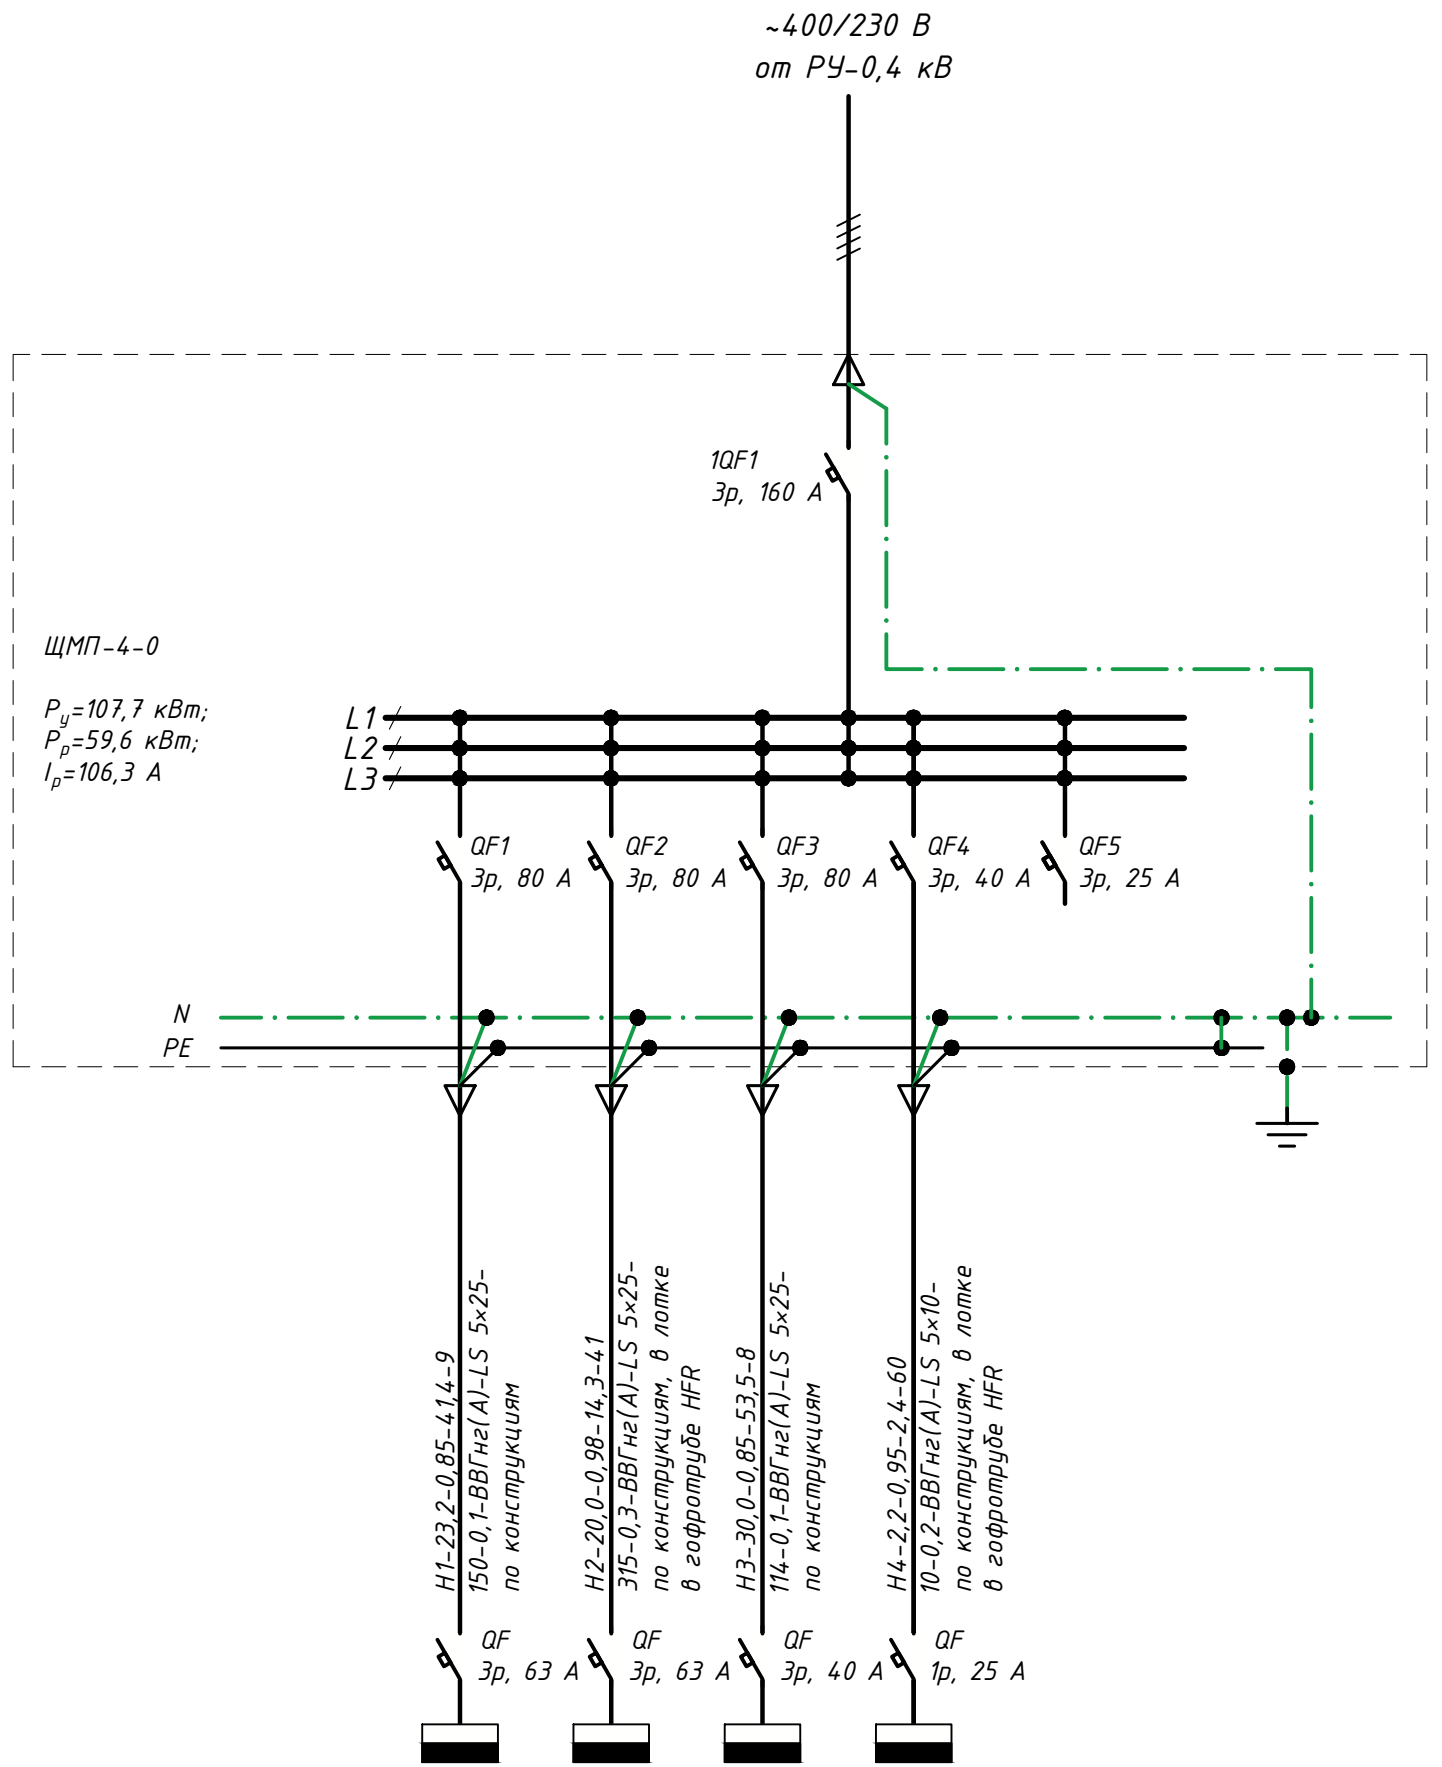 ~400/230 В
от РУ-0,4 кВ
1QF1
3р, 160 А
ЩМП-4-0
Pу=107,7 кВт;
Pр=59,6 кВт;
Iр=106,3 А
L1
L2
L3
QF1
3р, 80 А
QF2
3р, 80 А
QF3
3р, 80 А
QF4
3р, 40 А
QF5
3р, 25 А
N
PE
Н1-23,2-0,85-41,4-9
150-0,1-ВВГнг(А)-LS 5×25-
по конструкциям
Н2-20,0-0,98-14,3-41
315-0,3-ВВГнг(А)-LS 5×25-
по конструкциям, в лотке
в гофротрубе HFR
Н3-30,0-0,85-53,5-8
114-0,1-ВВГнг(А)-LS 5×25-
по конструкциям
Н4-2,2-0,95-2,4-60
10-0,2-ВВГнг(А)-LS 5×10-
по конструкциям, в лотке
в гофротрубе HFR
QF
3р, 63 А
QF
3р, 63 А
QF
3р, 40 А
QF
1р, 25 А